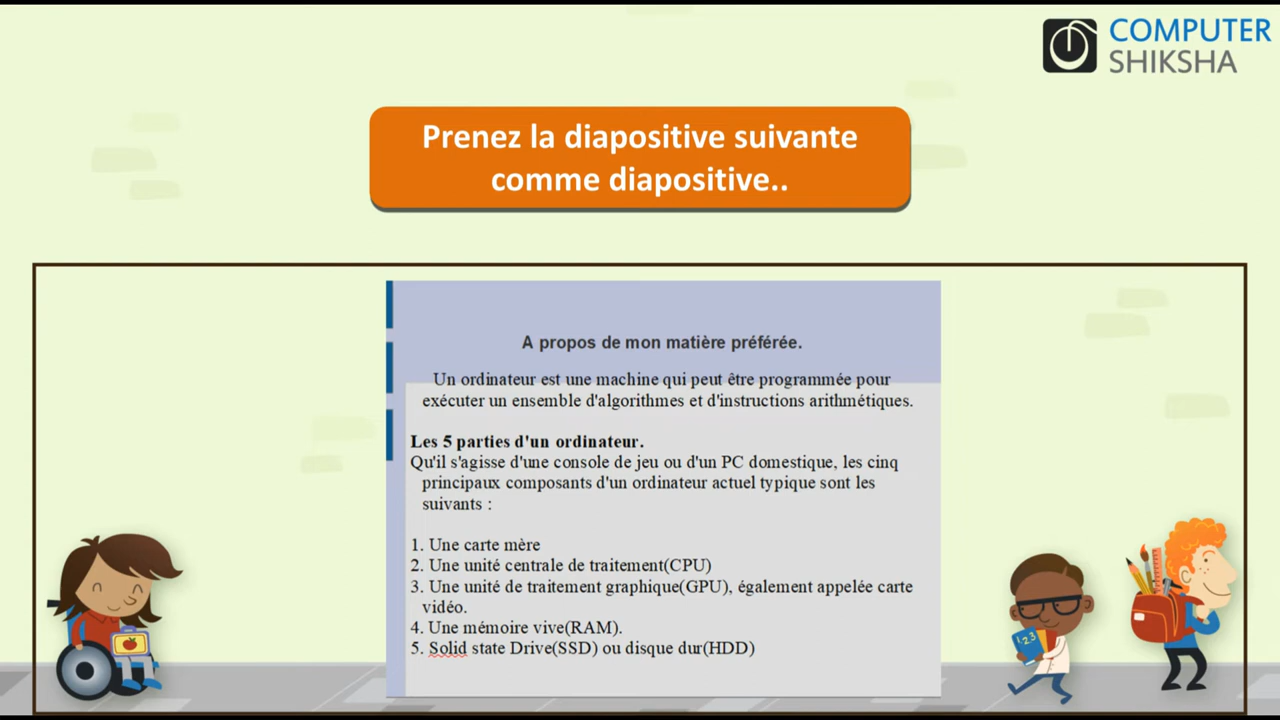 COMPUTER
SHIKSHA
Prenez la diapositive suivante
comme diapositive..
A propos de mon matière préférée.
Un ordinateur est une machine qui peut être programmée pour
exécuter un ensemble d'algorithmes et d'instructions arithmétiques.
Les 5 parties d'un ordinateur.
Qu'il s'agisse d'une console de jeu ou d'un PC domestique, les cinq
principaux composants d'un ordinateur actuel typique sont les
suivants :
1. Une carte mère
2. Une unité centrale de traitement(CPU)
3. Une unité de traitement graphique(GPU), également appelée carte
vidéo.
4. Une mémoire vive(RAM).
5. Solid state Drive(SSD) ou disque dur(HDD)
1 2 3